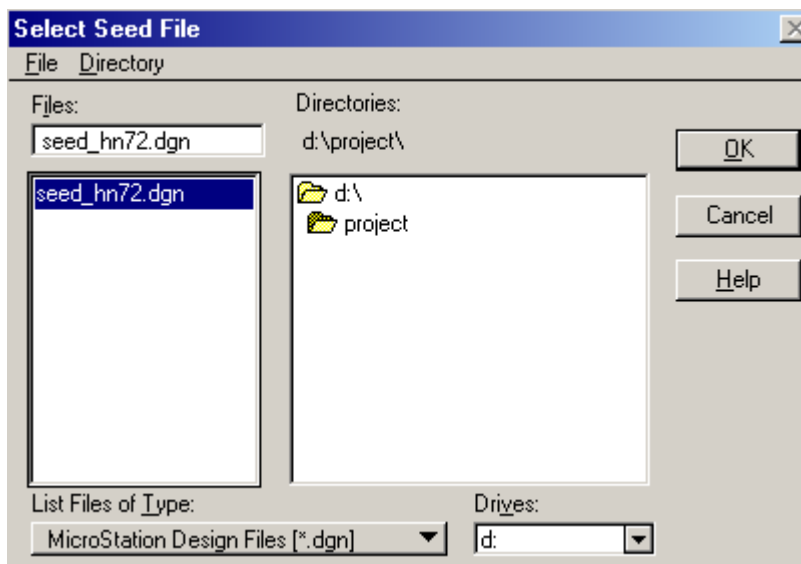 Select Seed File
File Directory
Files:
seed_hn72.dgn
seed_hn72.dgn
Directories:
d:\project\
d:\
project
OK
Cancel
Help
List Files of Type:
MicroStation Design Files [*.dgn]
Drives:
d: